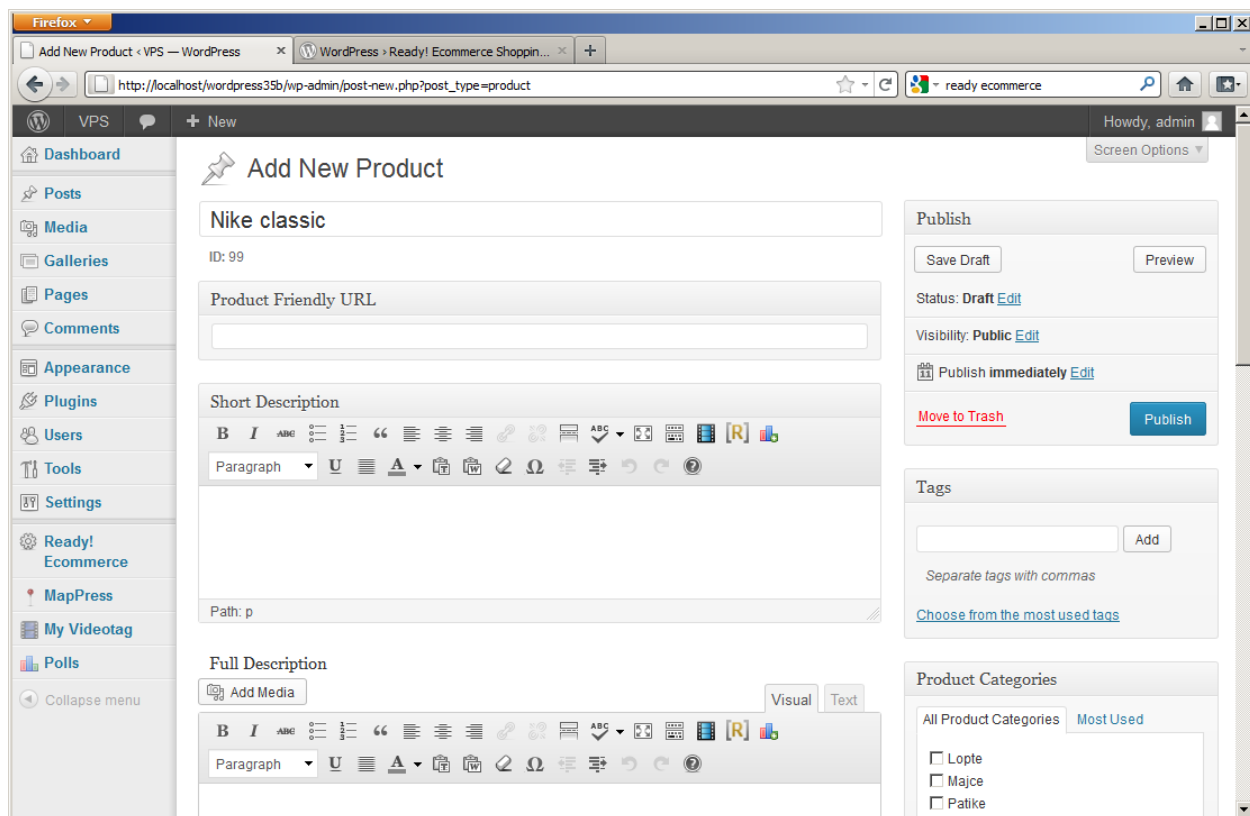 Firefox
Add New Product ‹ VPS — WordPress
WordPress › Ready! Ecommerce Shoppin...
http://localhost/wordpress35b/wp-admin/post-new.php?post_type=product
ready ecommerce
VPS
+ New
Howdy, admin
Screen Options
Dashboard
Posts
Media
Galleries
Pages
Comments
Appearance
Plugins
Users
Tools
Settings
Ready!
Ecommerce
MapPress
My Videotag
Polls
Collapse menu
Add New Product
Nike classic
ID: 99
Product Friendly URL
Short Description
B I ABC ABC [R]
Paragraph U A T W Ω
Path: p
Full Description
Add Media
Visual Text
B I ABC ABC [R]
Paragraph U A T W Ω
Publish
Save Draft Preview
Status: Draft Edit
Visibility: Public Edit
11 Publish immediately Edit
Move to Trash Publish
Tags
Add
Separate tags with commas
Choose from the most used tags
Product Categories
All Product Categories Most Used
Lopte
Majce
Patike